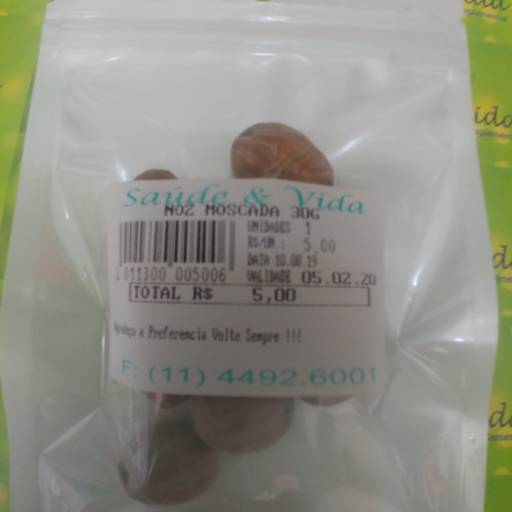 Saúde & Vida
NOZ MOSCADA 30G
UNIDADES 1
R$/UN.: 5,00
DATA 10.08.19
2 011300 005006 VALIDADE 05.02.20
TOTAL R$ 5,00
Agradeço a Preferencia Volte Sempre !!!
F: (11) 4492.6001